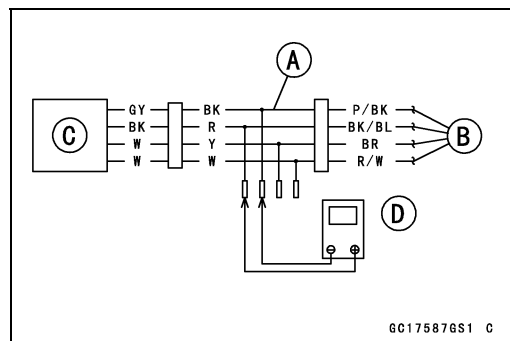 A
GY BK P/BK
C BK R BK/BL B
W Y BR
W W R/W
D
⊖ ⊕
GC17587GS1 C